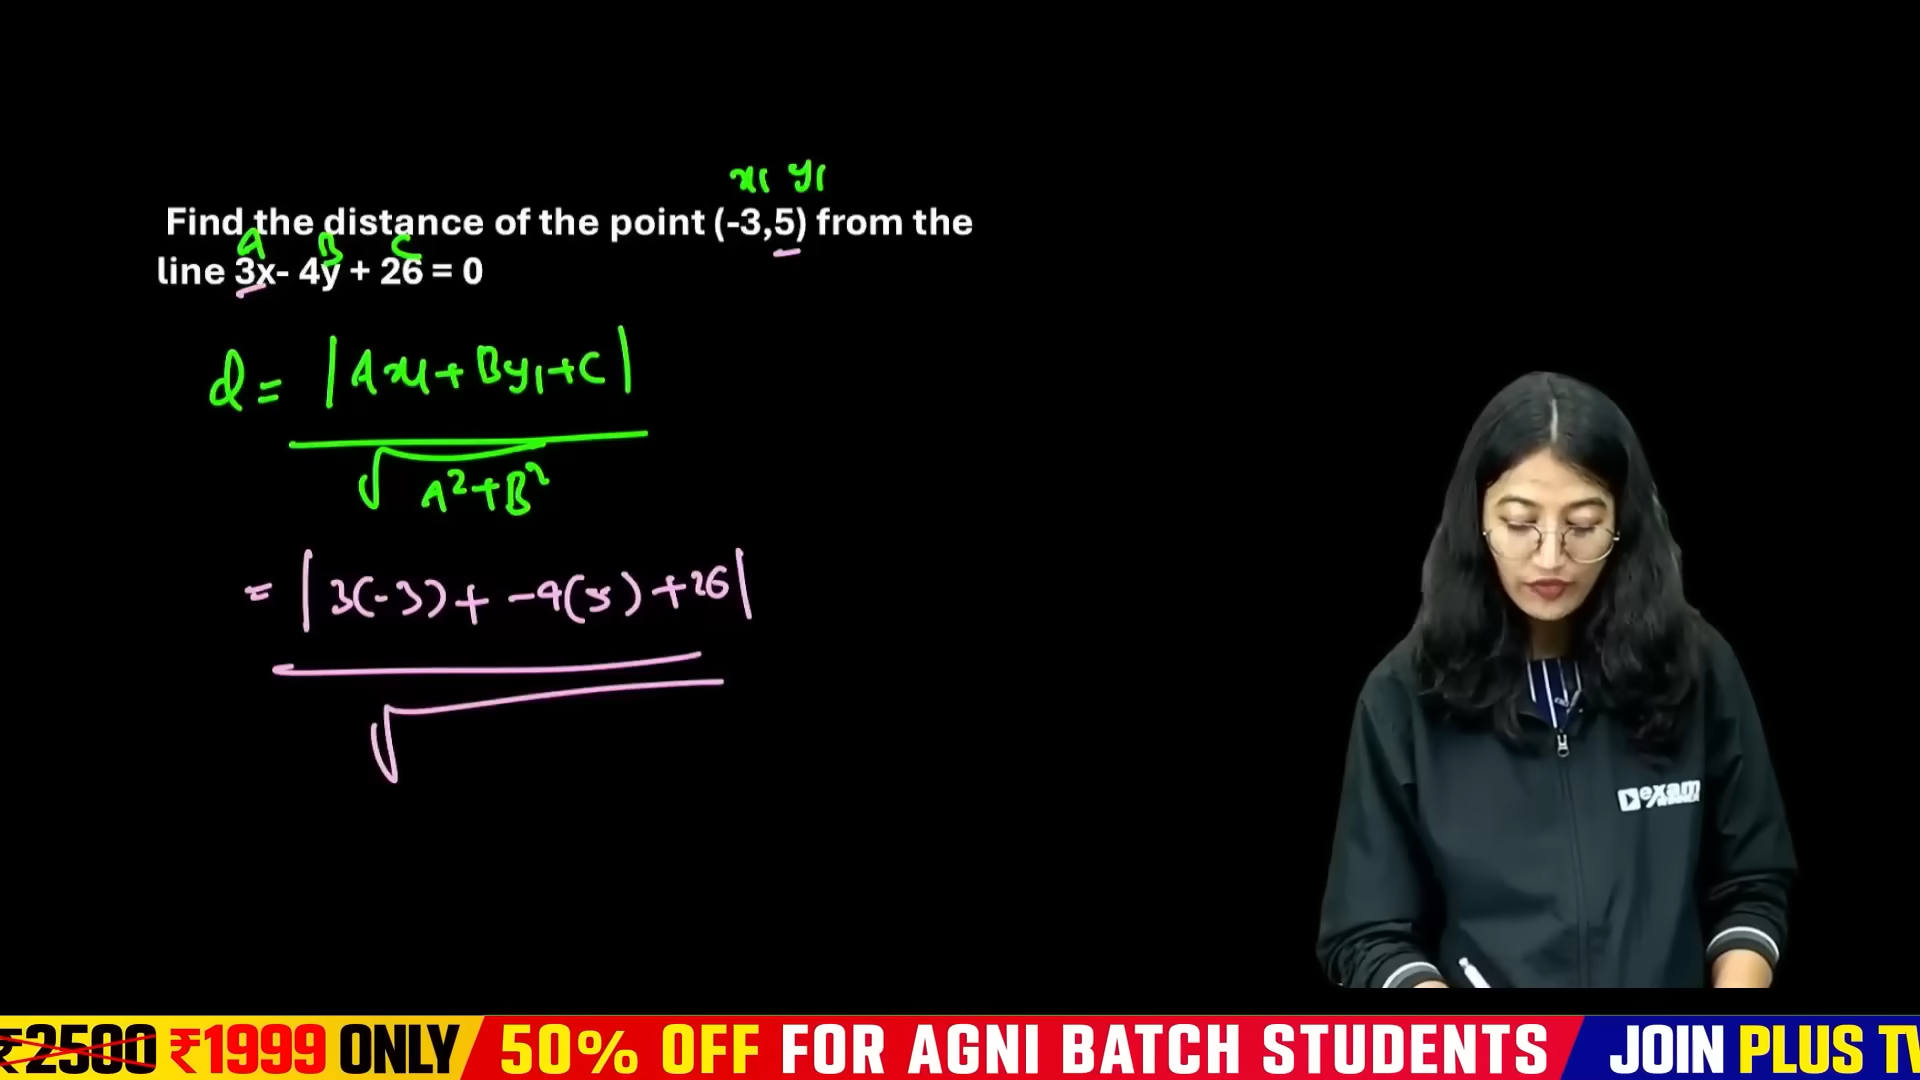 x₁ y₁
Find the distance of the point (-3,5) from the
A B C
line 3x- 4y + 26 = 0
d = |Ax₁ + By₁ + C|
√ A² + B²
= | 3(-3) + -4(5) + 26 |
√
exam
₹2500 ₹1999 ONLY 50% OFF FOR AGNI BATCH STUDENTS JOIN PLUS TV